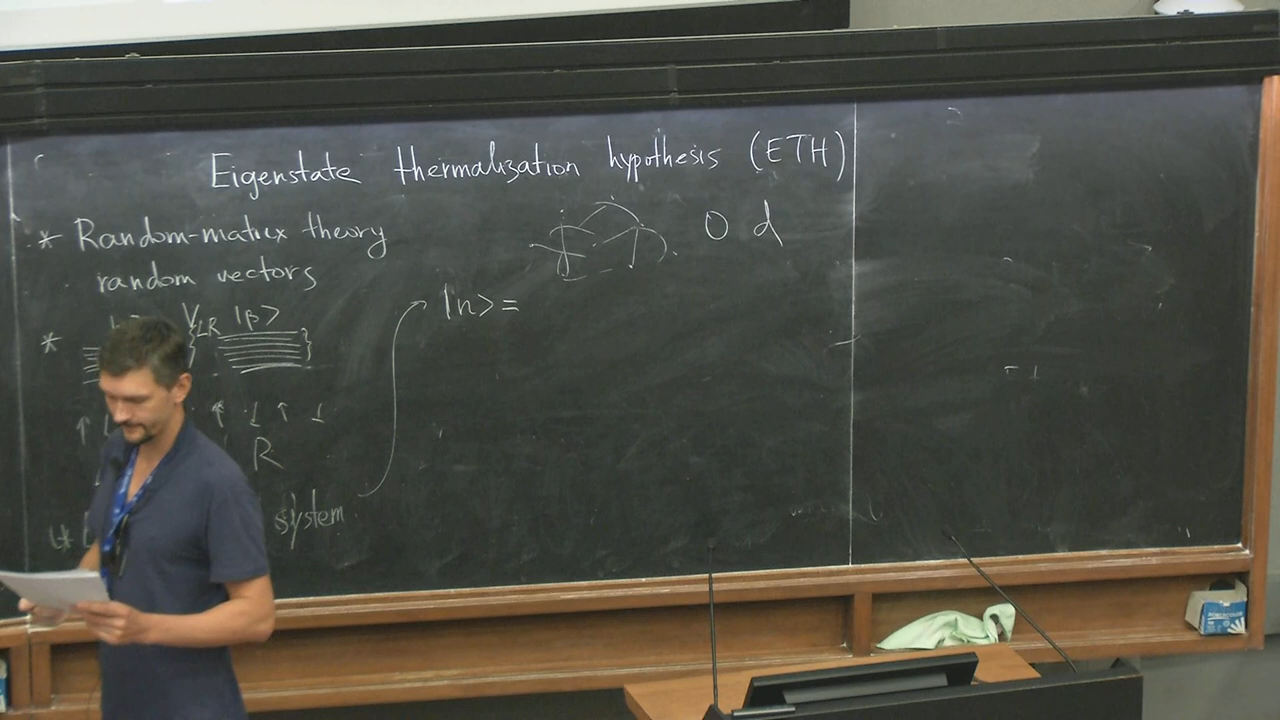 Eigenstate thermalization hypothesis (ETH)
* Random-matrix theory
random vectors
O d
* V_LR |β>
|n> =
↑ ↓ ↑ ↓
R
system